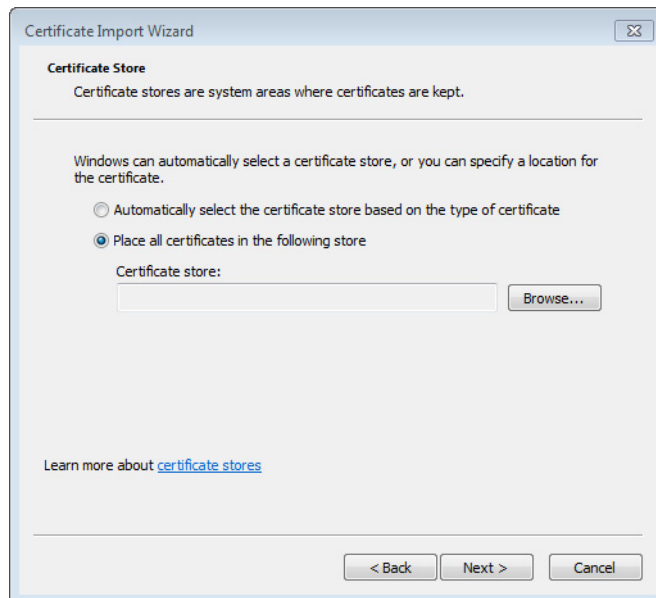 Certificate Import Wizard
Certificate Store
Certificate stores are system areas where certificates are kept.
Windows can automatically select a certificate store, or you can specify a location for
the certificate.
Automatically select the certificate store based on the type of certificate
Place all certificates in the following store
Certificate store:
Browse...
Learn more about certificate stores
< Back Next > Cancel